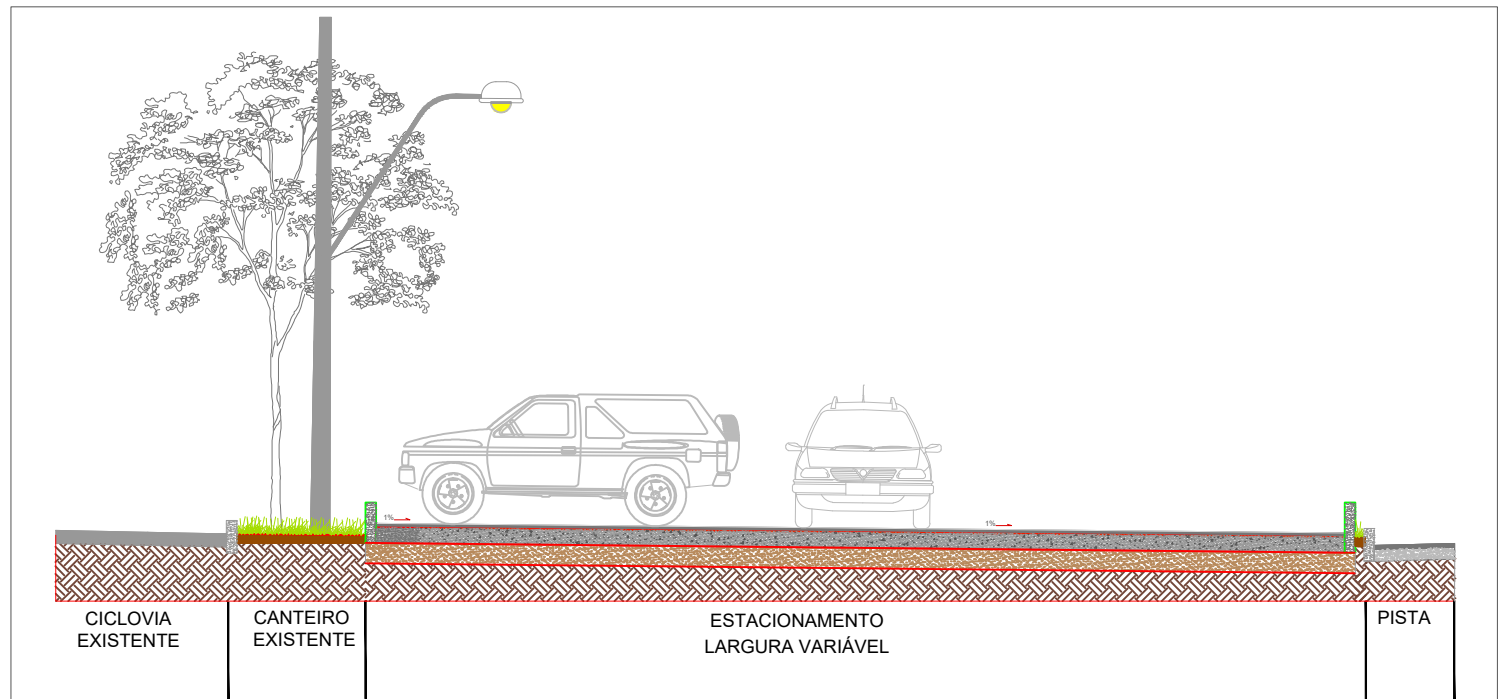 1%
1%
CICLOVIA
EXISTENTE
CANTEIRO
EXISTENTE
ESTACIONAMENTO
LARGURA VARIÁVEL
PISTA